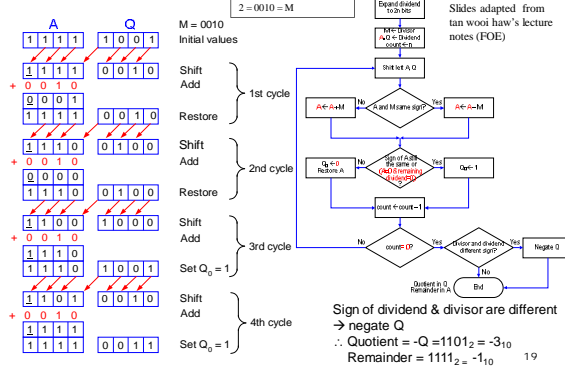 2 = 0010 = M
A Q M = 0010
1 1 1 1 1 0 0 1 Initial values
1 1 1 1 0 0 1 0 Shift
+ 0 0 1 0 Add
0 0 0 1
1 1 1 1 0 0 1 0 Restore
1st cycle
1 1 1 0 0 1 0 0 Shift
+ 0 0 1 0 Add
0 0 0 0
1 1 1 0 0 1 0 0 Restore
2nd cycle
1 1 0 0 1 0 0 0 Shift
+ 0 0 1 0 Add
1 1 1 0
1 1 1 0 1 0 0 1 Set Q0 = 1
3rd cycle
1 1 0 1 0 0 1 0 Shift
+ 0 0 1 0 Add
1 1 1 1
1 1 1 1 0 0 1 1 Set Q0 = 1
4th cycle
Expand dividend
to 2n bits
M ← Divisor
A,Q ← Dividend
count ← n
Shift left A, Q
A and M same sign?
No
Yes
A ← A+M
A ← A-M
Sign of A still
the same or
(A=0 & remaining
dividend=0)
?
No
Yes
Q0 ← 0
Restore A
Q0 ← 1
count ← count-1
count=0?
No
Yes
Divisor and dividend
different sign?
Yes
No
Negate Q
Quotient in Q
Remainder in A
End
Slides adapted from
tan wooi haw's lecture
notes (FOE)
Sign of dividend & divisor are different
→ negate Q
∴ Quotient = -Q =1101₂ = -3₁₀
Remainder = 1111₂ = -1₁₀
19